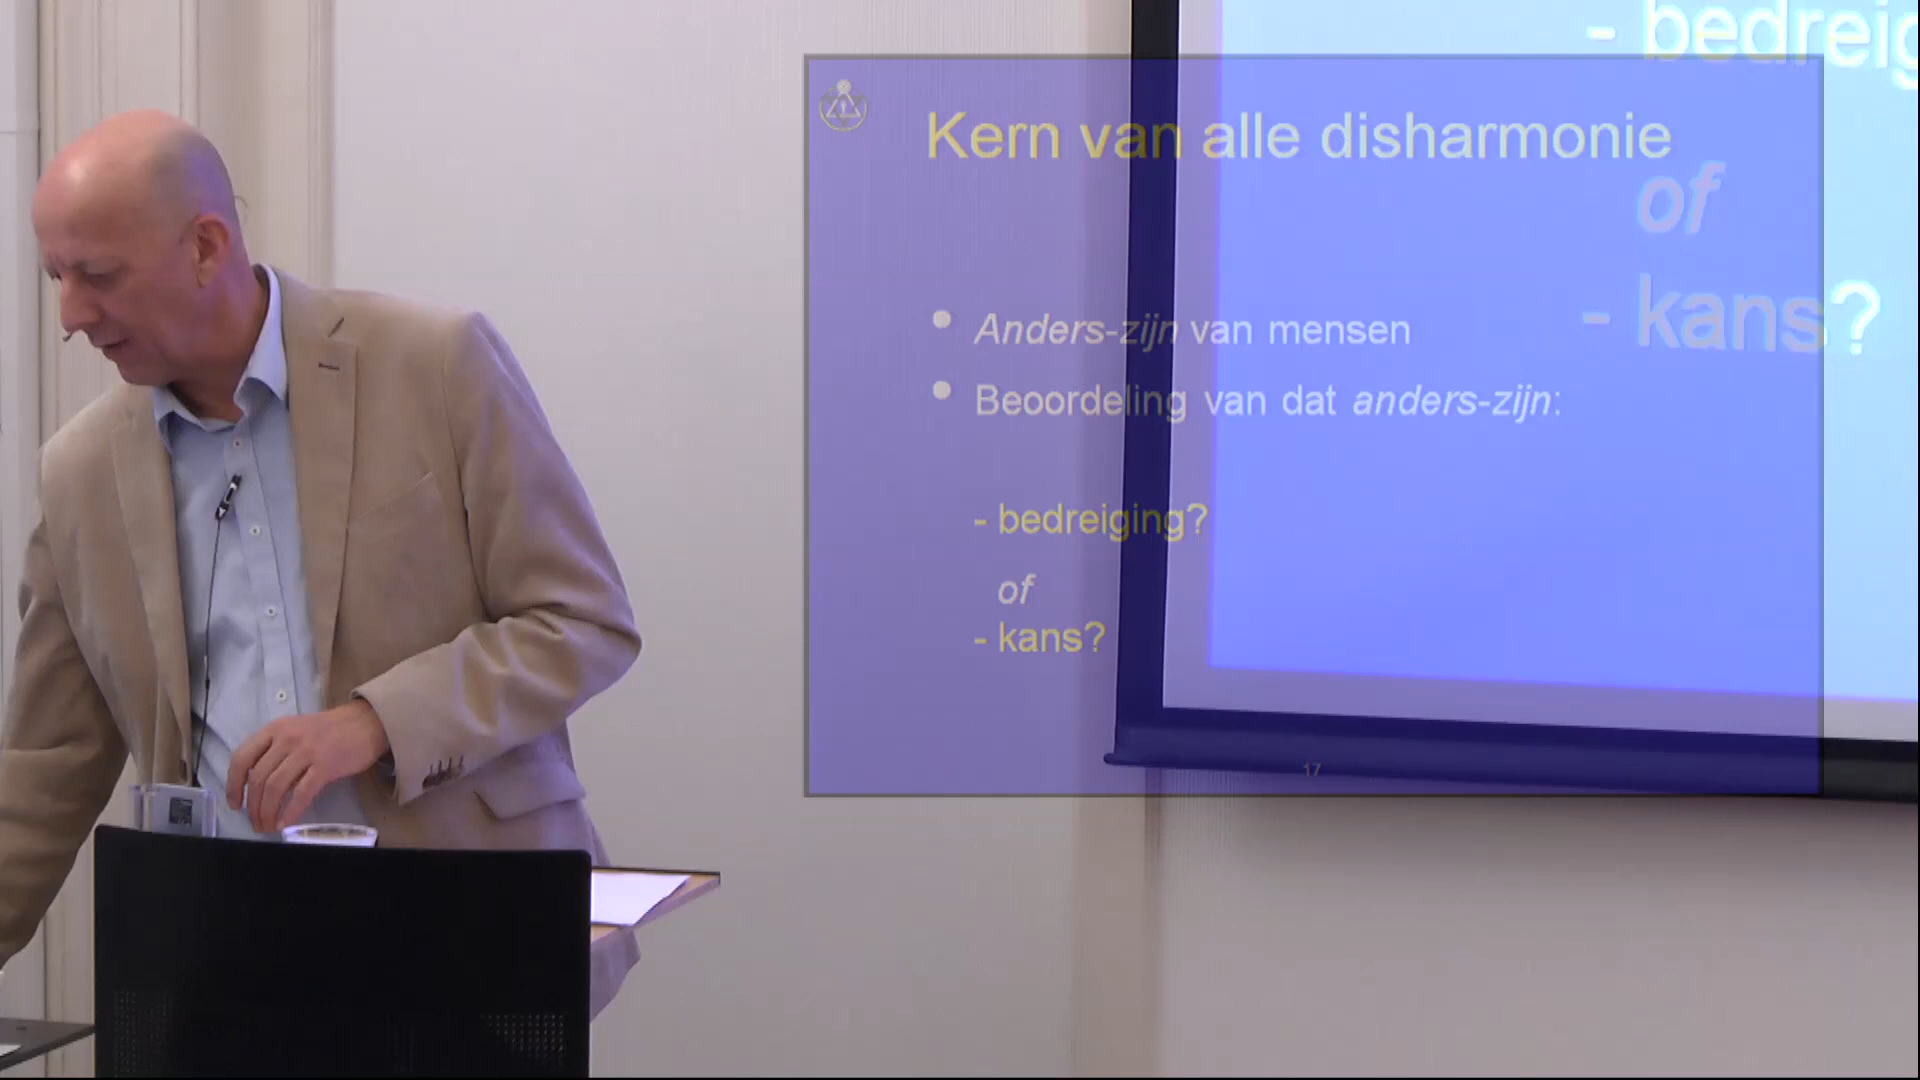 Kern van alle disharmonie
Anders-zijn van mensen
Beoordeling van dat anders-zijn:
- bedreiging?
of
- kans?
17
- bedreig
of
- kans?